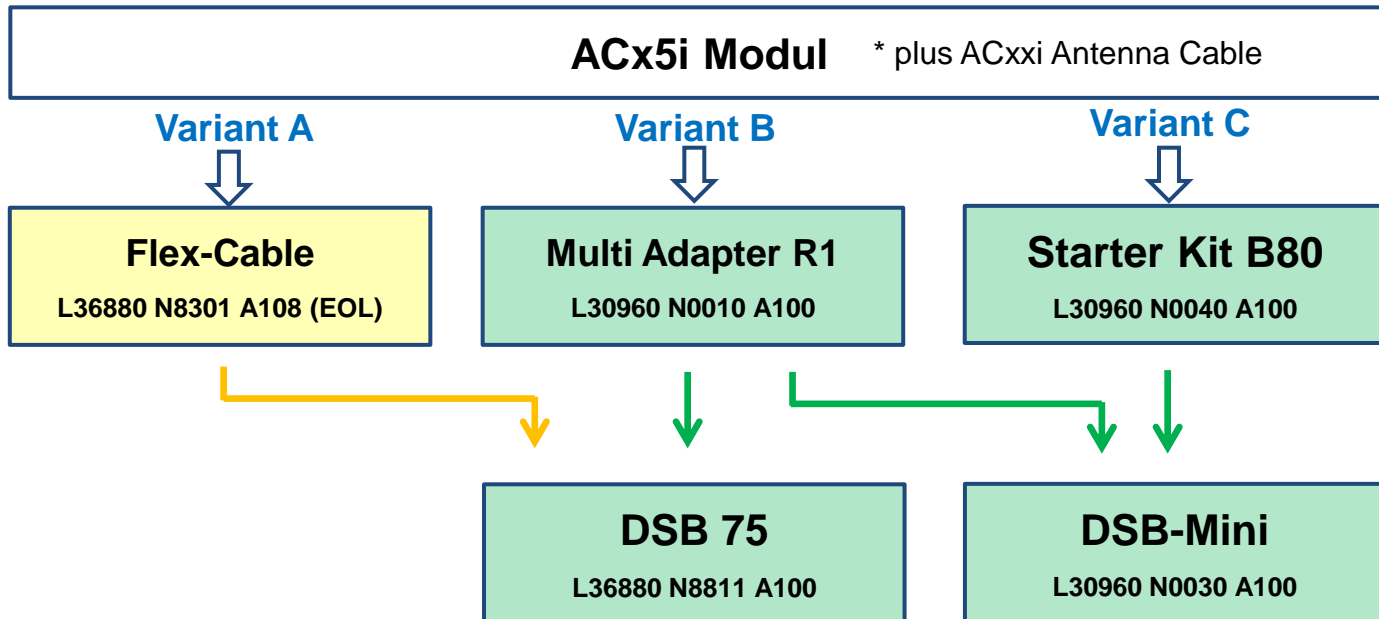 ACx5i Modul * plus ACxxi Antenna Cable
Variant A Variant B Variant C
Flex-Cable Multi Adapter R1 Starter Kit B80
L36880 N8301 A108 (EOL) L30960 N0010 A100 L30960 N0040 A100
DSB 75 DSB-Mini
L36880 N8811 A100 L30960 N0030 A100